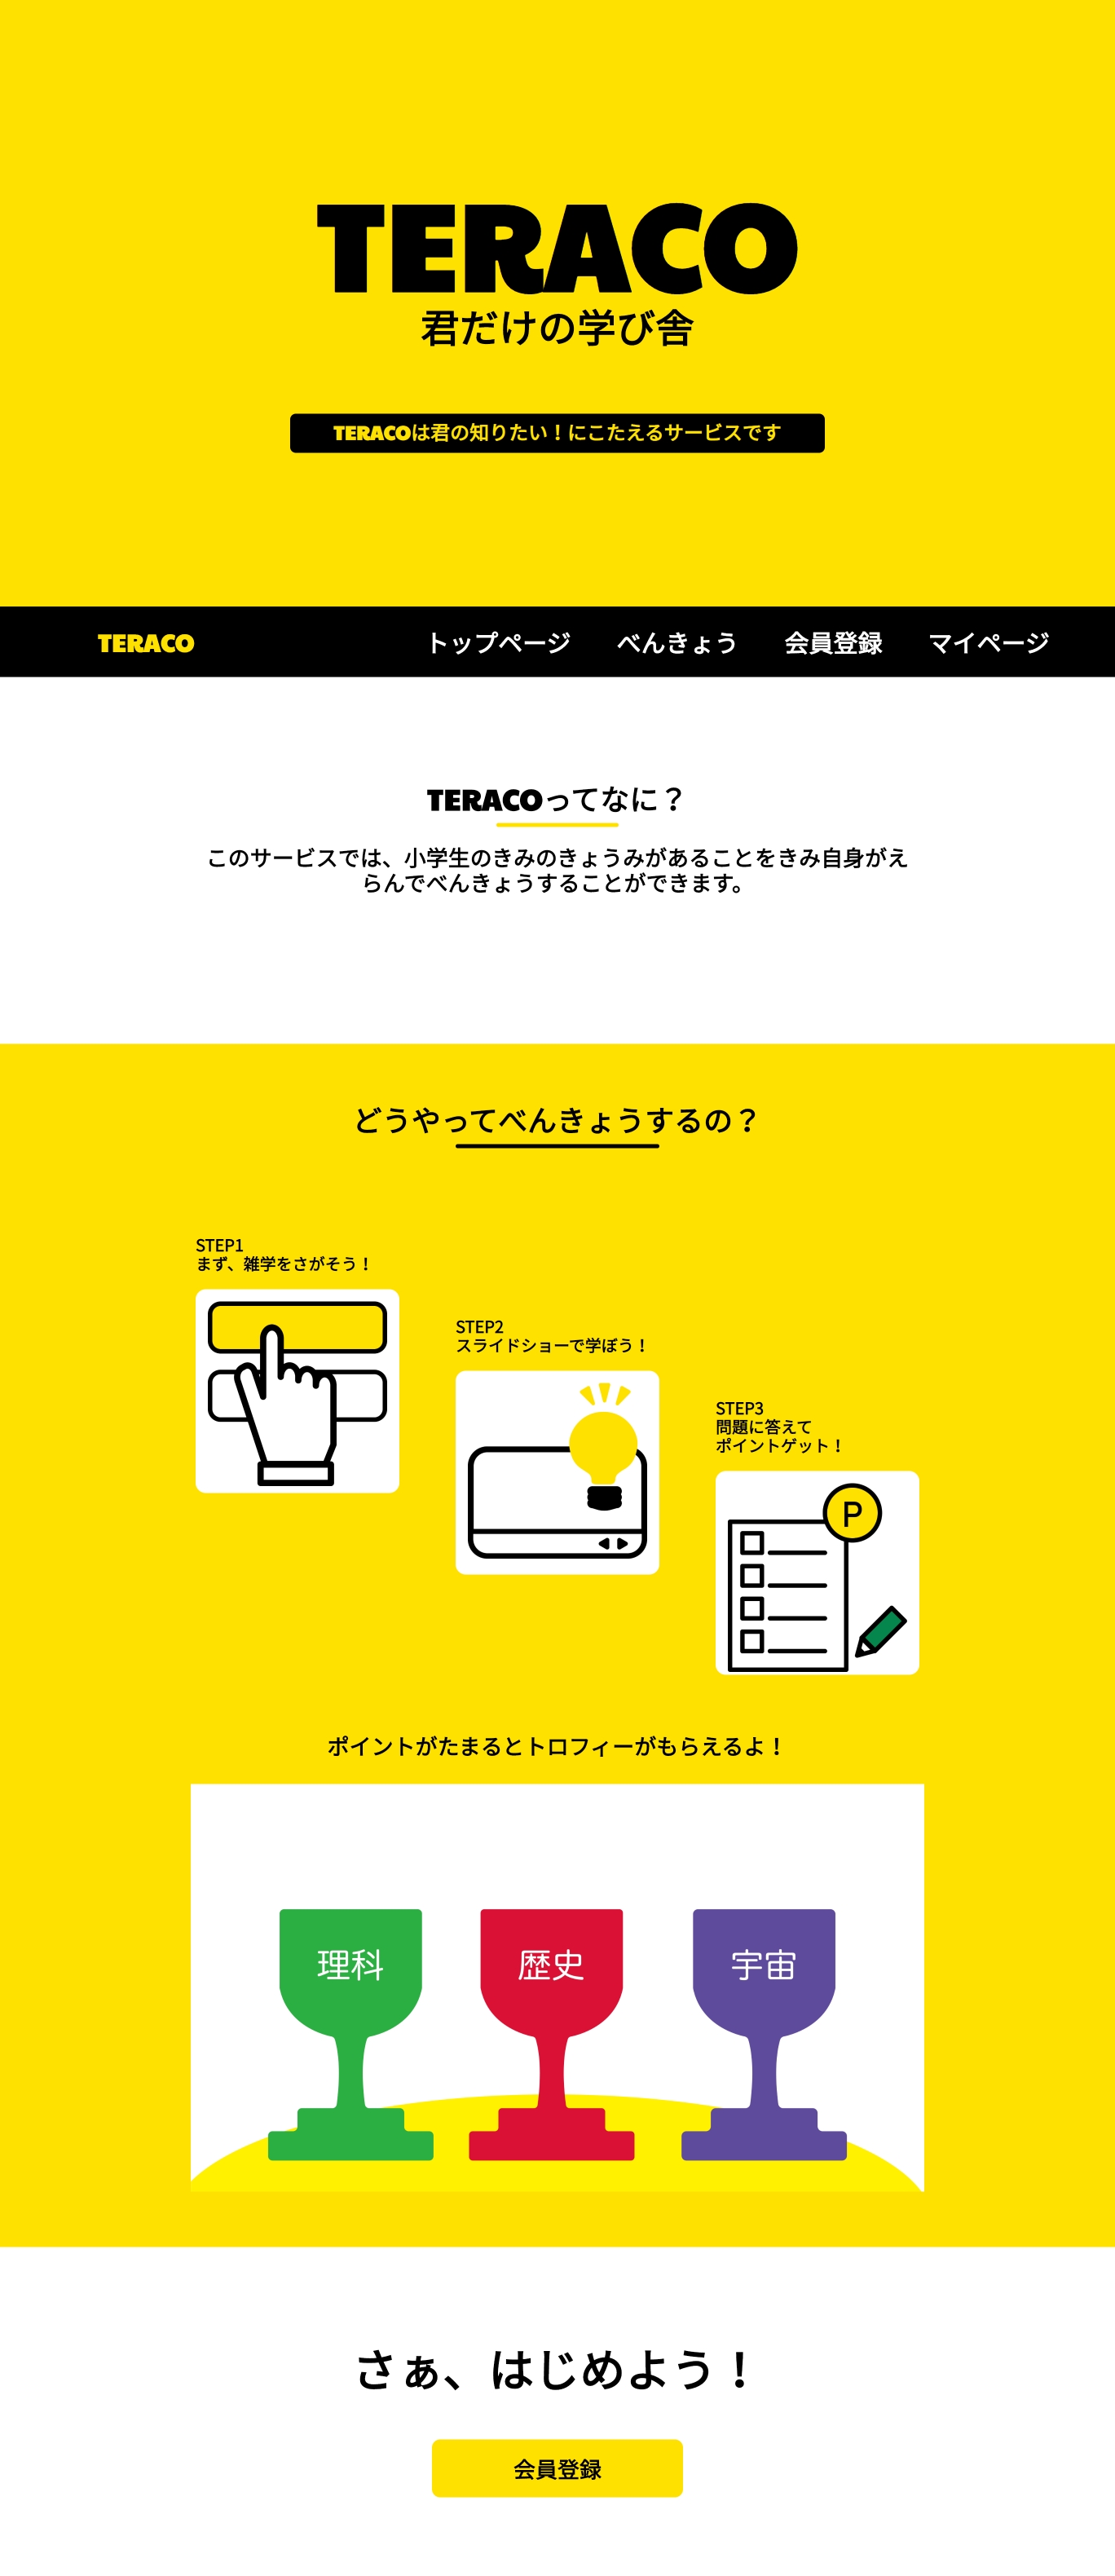 TERACO
君だけの学び舎
TERACOは君の知りたい！にこたえるサービスです
TERACO トップページ べんきょう 会員登録 マイページ
TERACOってなに？
このサービスでは、小学生のきみのきょうみがあることをきみ自身がえ
らんでべんきょうすることができます。
どうやってべんきょうするの？
STEP1
まず、雑学をさがそう！
STEP2
スライドショーで学ぼう！
STEP3
問題に答えて
ポイントゲット！
P
ポイントがたまるとトロフィーがもらえるよ！
理科 歴史 宇宙
さぁ、はじめよう！
会員登録